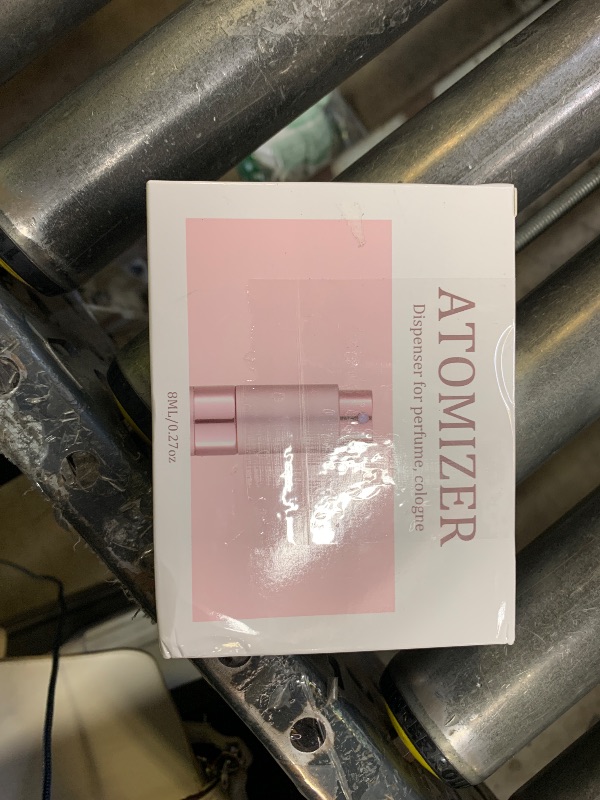 ATOMIZER
Dispenser for perfume, cologne
8ML/0.27oz